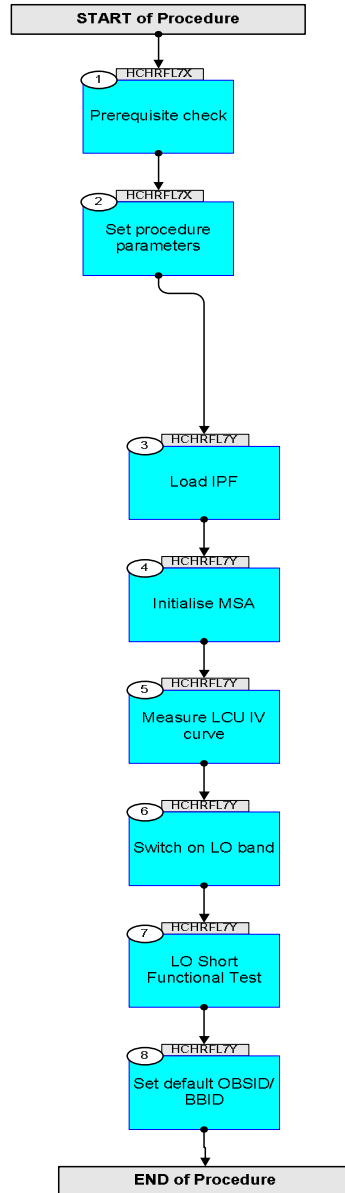 START of Procedure
HCHRFL7X
1
Prerequisite check
HCHRFL7X
2
Set procedure
parameters
HCHRFL7Y
3
Load IPF
HCHRFL7Y
4
Initialise MSA
HCHRFL7Y
5
Measure LCU IV
curve
HCHRFL7Y
6
Switch on LO band
HCHRFL7Y
7
LO Short
Functional Test
HCHRFL7Y
8
Set default OBSID/
BBID
END of Procedure